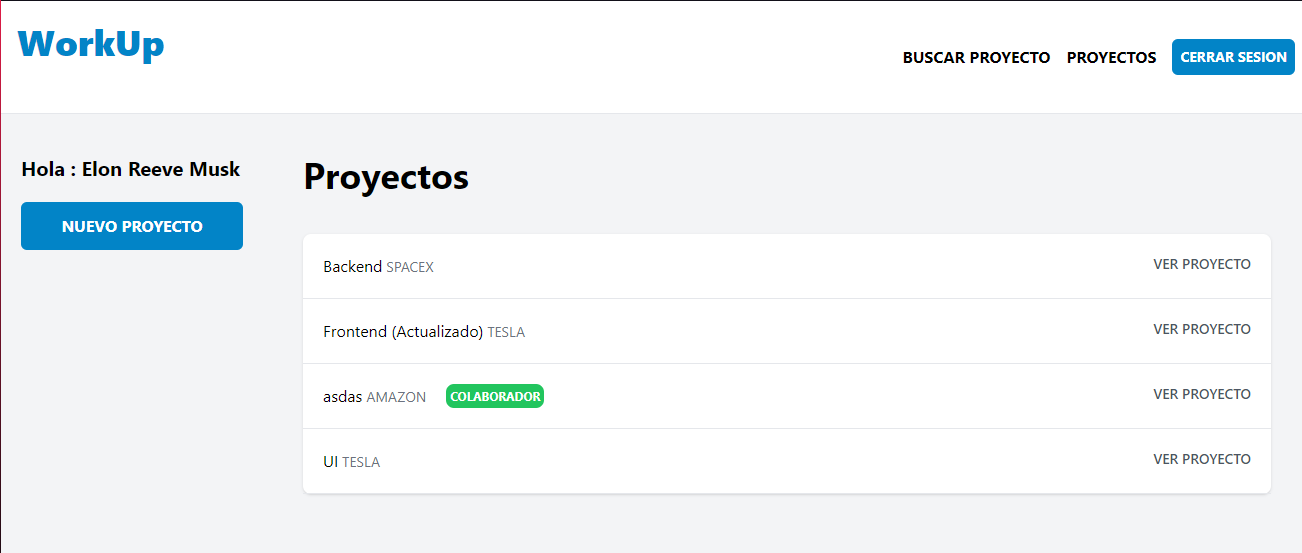 WorkUp
BUSCAR PROYECTO PROYECTOS CERRAR SESION
Hola : Elon Reeve Musk
NUEVO PROYECTO
Proyectos
Backend SPACEX VER PROYECTO
Frontend (Actualizado) TESLA VER PROYECTO
asdas AMAZON COLABORADOR VER PROYECTO
UI TESLA VER PROYECTO